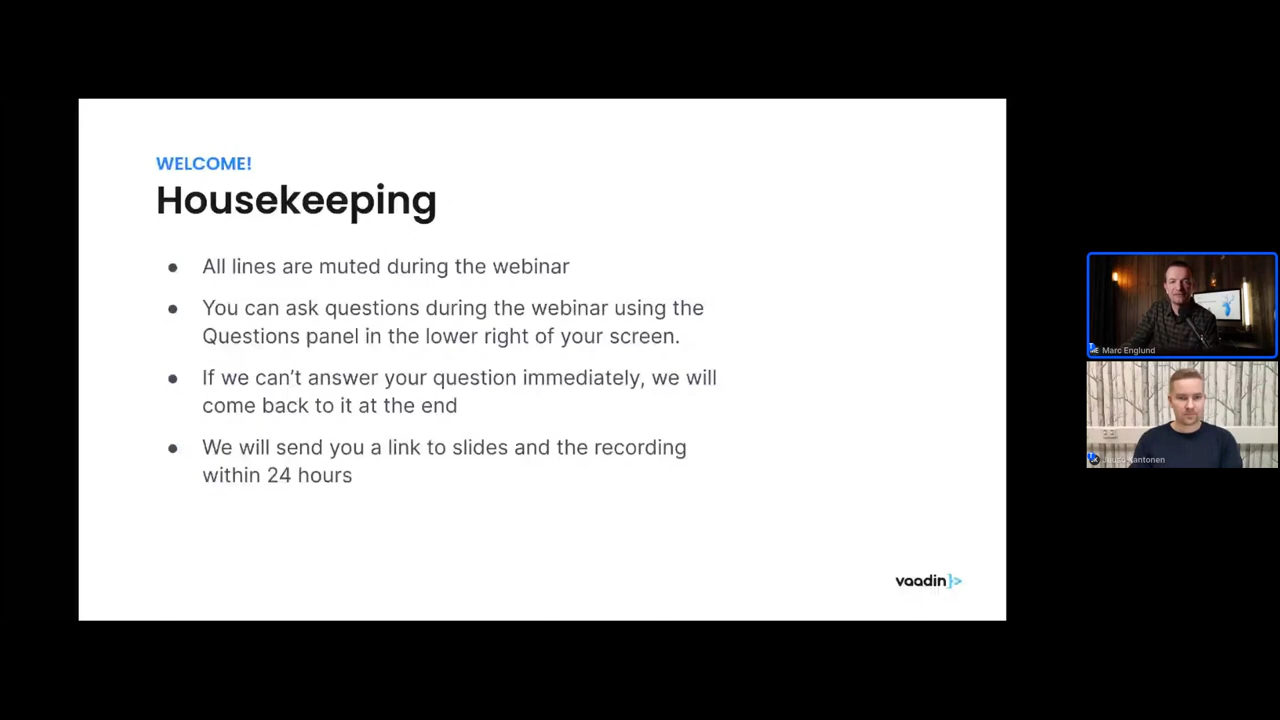 WELCOME!
Housekeeping
● All lines are muted during the webinar
● You can ask questions during the webinar using the
Questions panel in the lower right of your screen.
● If we can’t answer your question immediately, we will
come back to it at the end
● We will send you a link to slides and the recording
within 24 hours
vaadin}>
Marc Englund